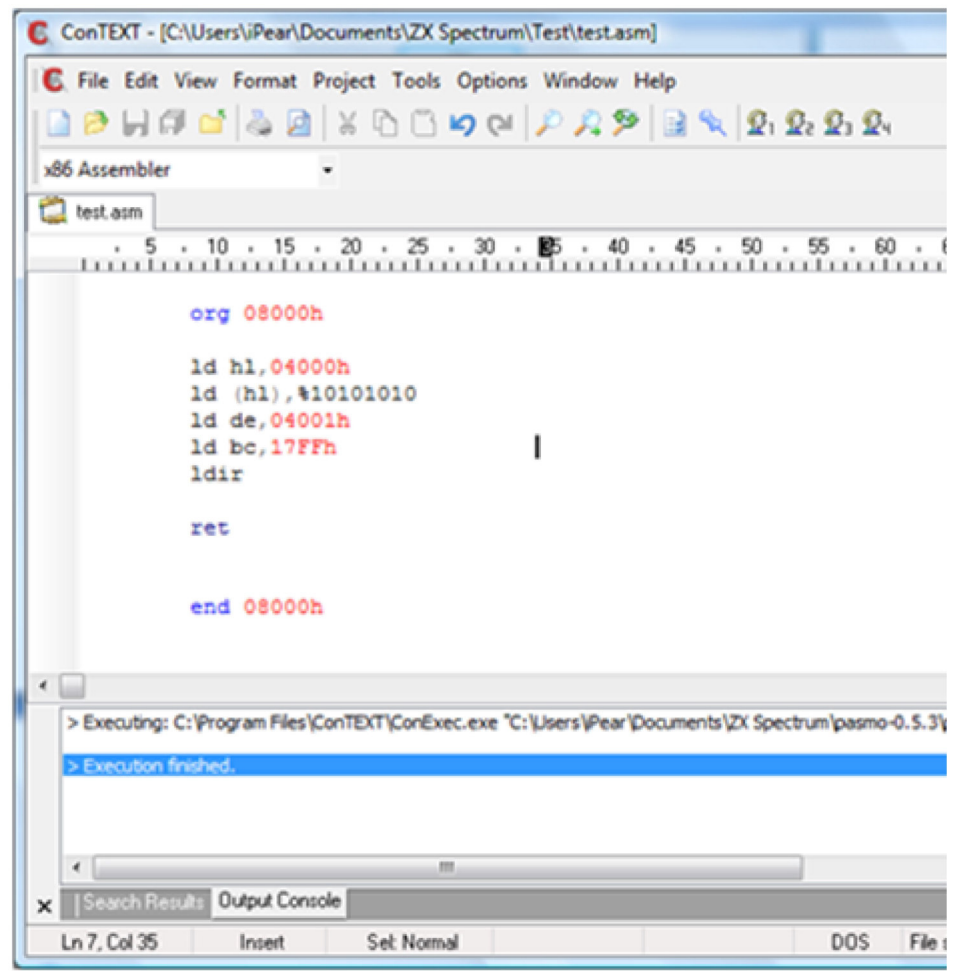 ConTEXT - [C:\Users\iPear\Documents\ZX Spectrum\Test\test.asm]
File Edit View Format Project Tools Options Window Help
x86 Assembler
test.asm
5 10 15 20 25 30 35 40 45 50 55 60
org 08000h
ld hl,04000h
ld (hl),%10101010
ld de,04001h
ld bc,17FFh
ldir
ret
end 08000h
> Executing: C:\Program Files\ConTEXT\ConExec.exe "C:\Users\iPear\Documents\ZX Spectrum\pasmo-0.5.3\
> Execution finished.
Search Results Output Console
Ln 7, Col 35 Insert Sel: Normal DOS File